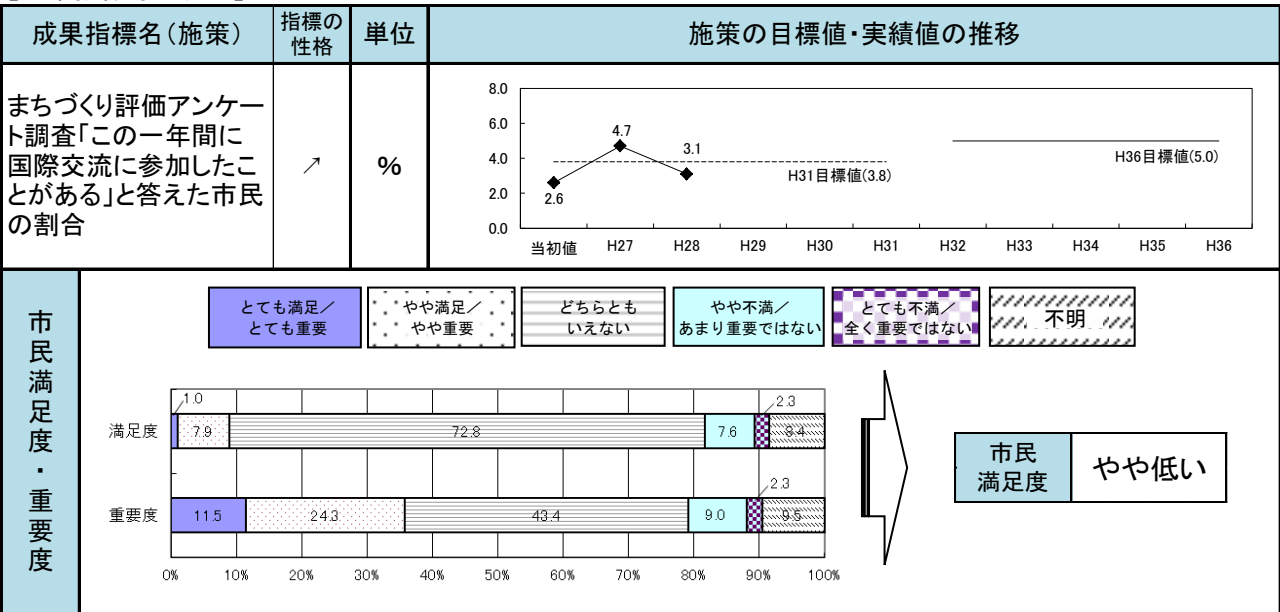 成果指標名(施策)
指標の
性格
単位
施策の目標値・実績値の推移
まちづくり評価アンケー
ト調査「この一年間に
国際交流に参加したこ
とがある」と答えた市民
の割合
↗
%
8.0
6.0
4.0
2.0
0.0
2.6
4.7
3.1
H31目標値(3.8)
H36目標値(5.0)
当初値 H27 H28 H29 H30 H31 H32 H33 H34 H35 H36
市民満足度・重要度
とても満足/
とても重要
やや満足/
やや重要
どちらとも
いえない
やや不満/
あまり重要ではない
とても不満/
全く重要ではない
不明
1.0
2.3
満足度 7.9 72.8 7.6 8.4
2.3
重要度 11.5 24.3 43.4 9.0 9.5
0% 10% 20% 30% 40% 50% 60% 70% 80% 90% 100%
市民
満足度
やや低い